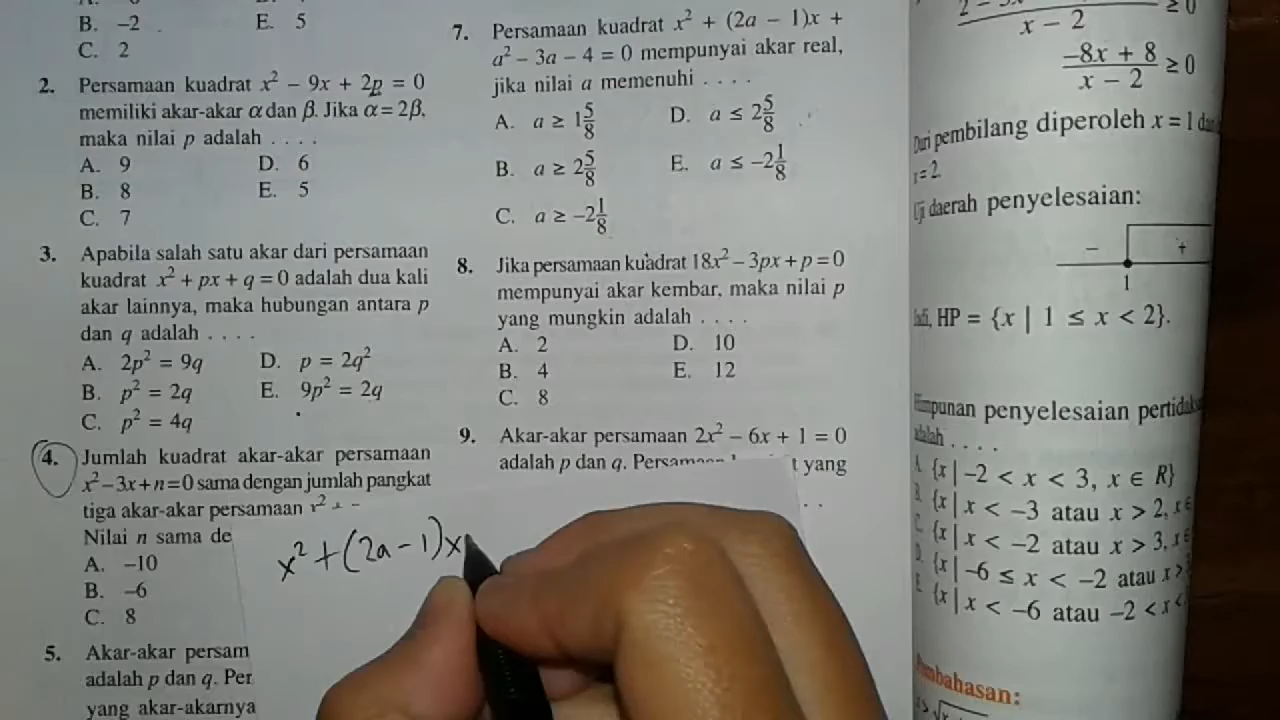 B. −2 E. 5
C. 2
2. Persamaan kuadrat x² − 9x + 2p = 0
memiliki akar-akar α dan β. Jika α = 2β,
maka nilai p adalah . . . .
A. 9 D. 6
B. 8 E. 5
C. 7
3. Apabila salah satu akar dari persamaan
kuadrat x² + px + q = 0 adalah dua kali
akar lainnya, maka hubungan antara p
dan q adalah . . . .
A. 2p² = 9q D. p = 2q²
B. p² = 2q E. 9p² = 2q
C. p² = 4q
4. Jumlah kuadrat akar-akar persamaan
x² − 3x + n = 0 sama dengan jumlah pangkat
tiga akar-akar persamaan x² +
Nilai n sama de
A. −10
B. −6
C. 8
5. Akar-akar persam
adalah p dan q. Per
yang akar-akarnya
x² + (2a − 1)x
7. Persamaan kuadrat x² + (2a − 1)x +
a² − 3a − 4 = 0 mempunyai akar real,
jika nilai a memenuhi . . . .
A. a ≥ 1 5/8 D. a ≤ 2 5/8
B. a ≥ 2 5/8 E. a ≤ −2 1/8
C. a ≥ −2 1/8
8. Jika persamaan kuadrat 18x² − 3px + p = 0
mempunyai akar kembar, maka nilai p
yang mungkin adalah . . . .
A. 2 D. 10
B. 4 E. 12
C. 8
9. Akar-akar persamaan 2x² − 6x + 1 = 0
adalah p dan q. t yang
x − 2 ≥ 0
(−8x + 8)/(x − 2) ≥ 0
Dari pembilang diperoleh x = 1
x = 2.
Uji daerah penyelesaian:
− +
1
HP = {x | 1 ≤ x < 2}.
penyelesaian
adalah . . . .
A. {x | −2 < x < 3, x ∈ R}
B. {x | x < −3 atau x > 2, x ∈
C. {x | x < −2 atau x > 3, x ∈
D. {x | −6 ≤ x < −2 atau x >
E. {x | x < −6 atau −2 < x <
Pembahasan: